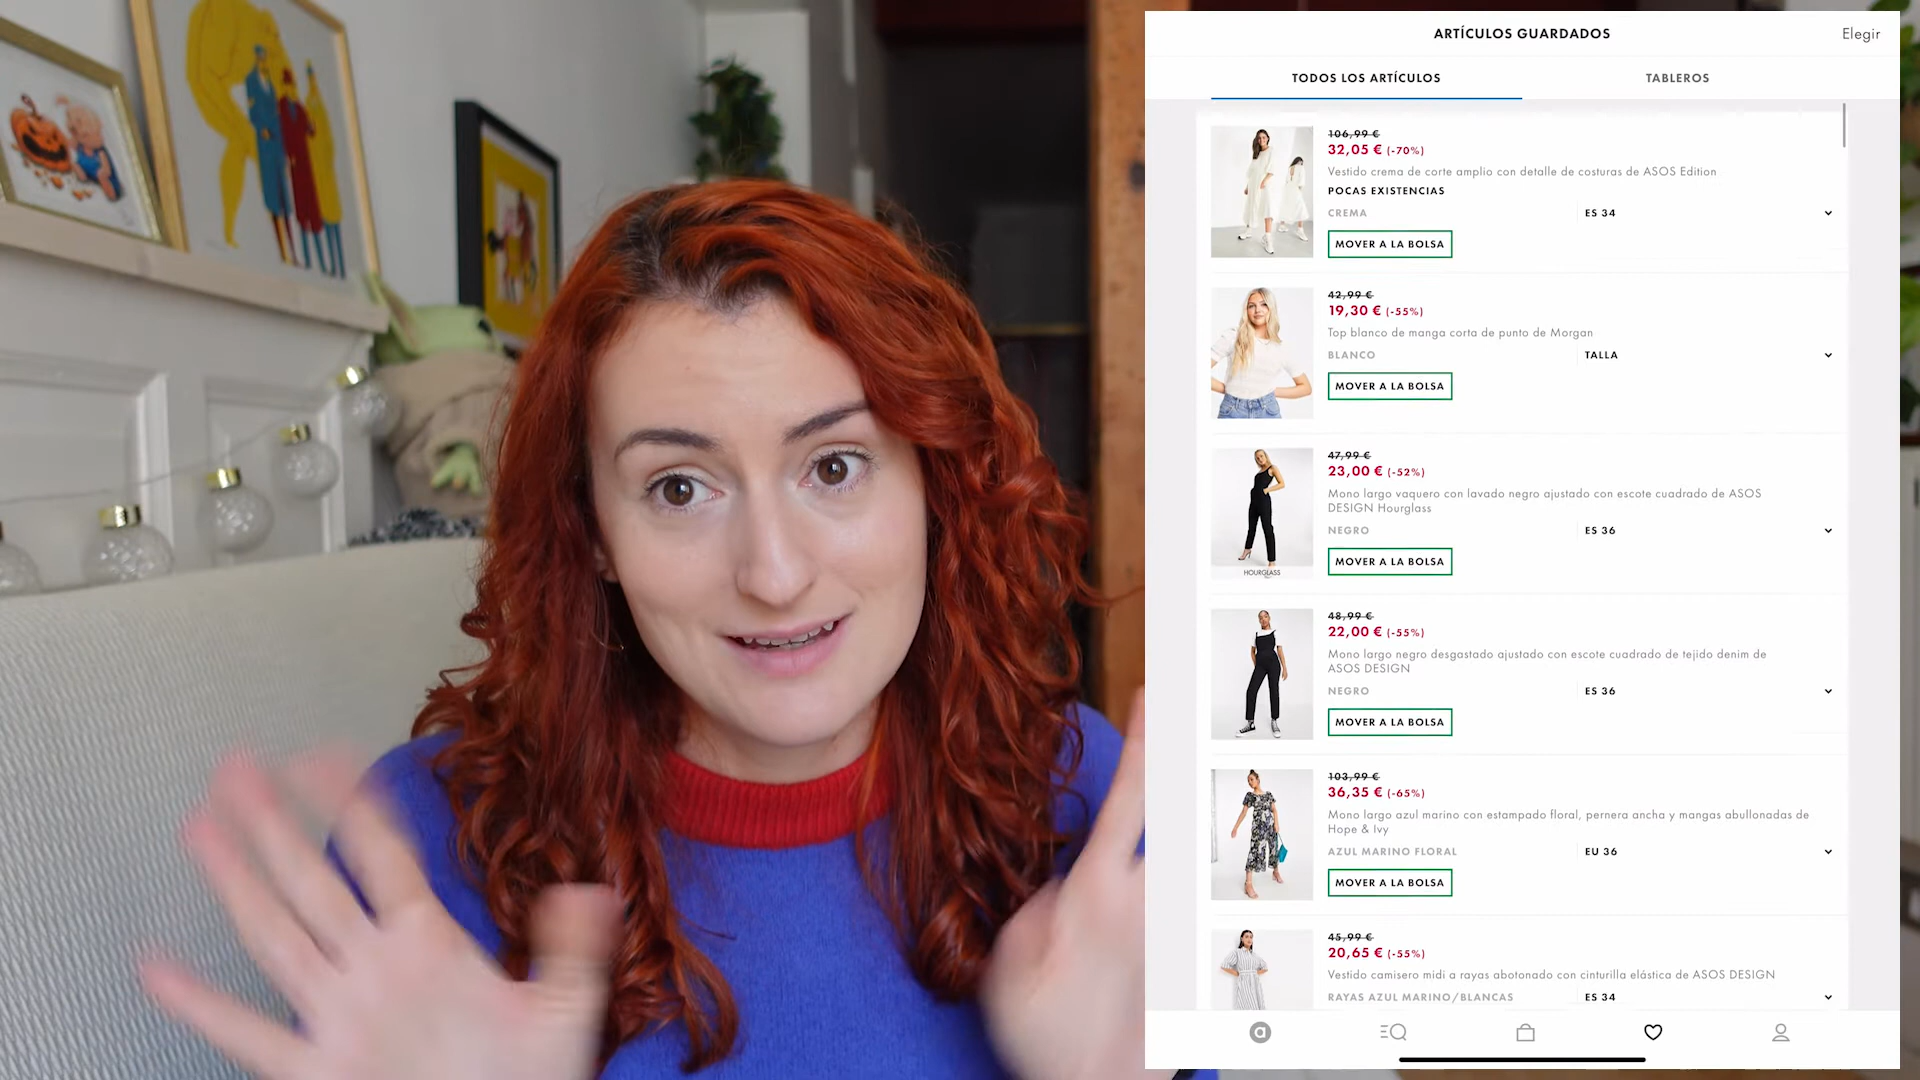 ARTÍCULOS GUARDADOS
Elegir
TODOS LOS ARTÍCULOS
TABLEROS
106,99 €
32,05 € (-70%)
Vestido crema de corte amplio con detalle de costuras de ASOS Edition
POCAS EXISTENCIAS
CREMA
ES 34
MOVER A LA BOLSA
42,99 €
19,30 € (-55%)
Top blanco de manga corta de punto de Morgan
BLANCO
TALLA
MOVER A LA BOLSA
47,99 €
23,00 € (-52%)
Mono largo vaquero con lavado negro ajustado con escote cuadrado de ASOS
DESIGN Hourglass
NEGRO
ES 36
MOVER A LA BOLSA
HOURGLASS
48,99 €
22,00 € (-55%)
Mono largo negro desgastado ajustado con escote cuadrado de tejido denim de
ASOS DESIGN
NEGRO
ES 36
MOVER A LA BOLSA
103,99 €
36,35 € (-65%)
Mono largo azul marino con estampado floral, pernera ancha y mangas abullonadas de
Hope & Ivy
AZUL MARINO FLORAL
EU 36
MOVER A LA BOLSA
45,99 €
20,65 € (-55%)
Vestido camisero midi a rayas abotonado con cinturilla elástica de ASOS DESIGN
RAYAS AZUL MARINO/BLANCAS
ES 34
a